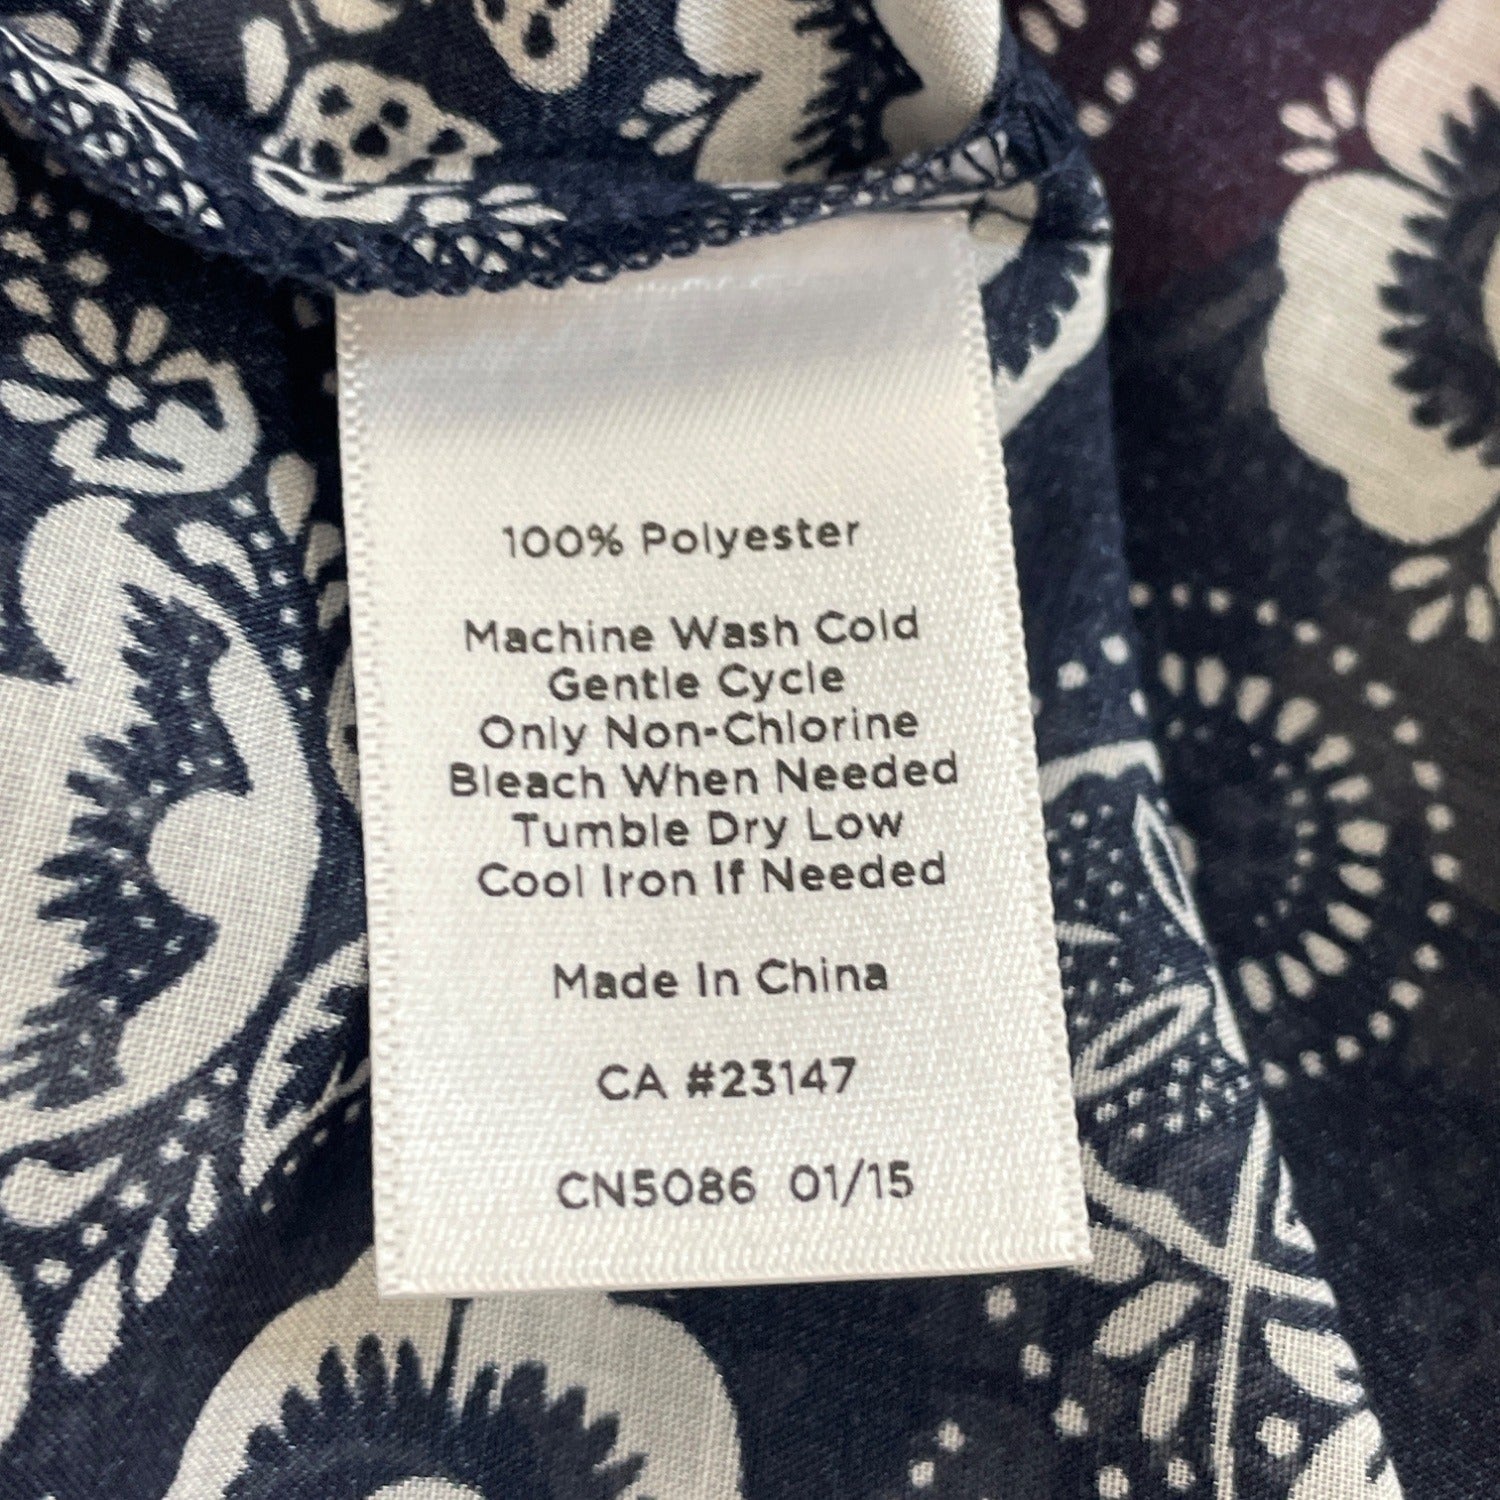 100% Polyester
Machine Wash Cold
Gentle Cycle
Only Non-Chlorine
Bleach When Needed
Tumble Dry Low
Cool Iron If Needed
Made In China
CA #23147
CN5086 01/15